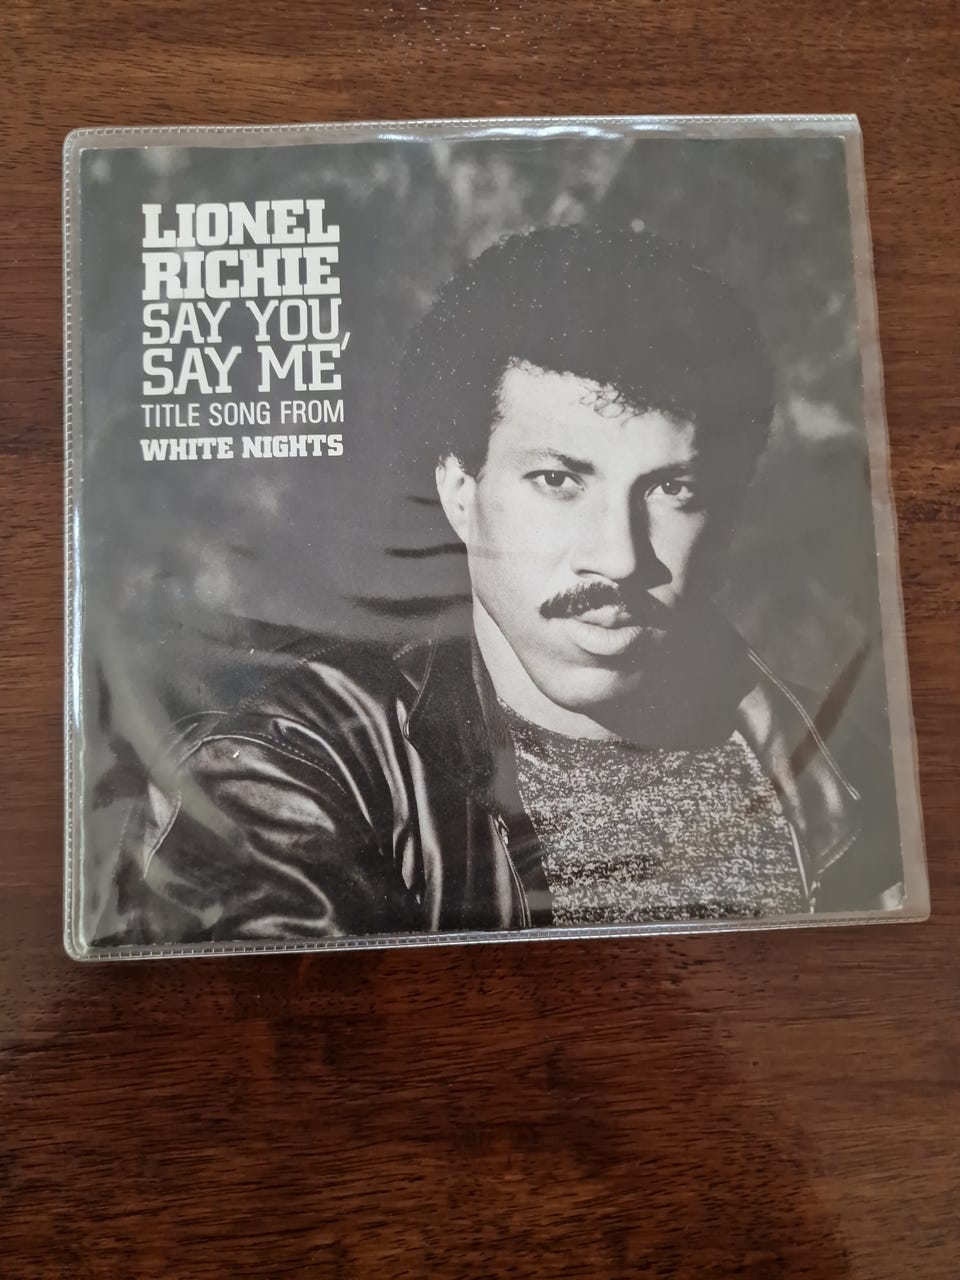 LIONEL
RICHIE
SAY YOU,
SAY ME
TITLE SONG FROM
WHITE NIGHTS